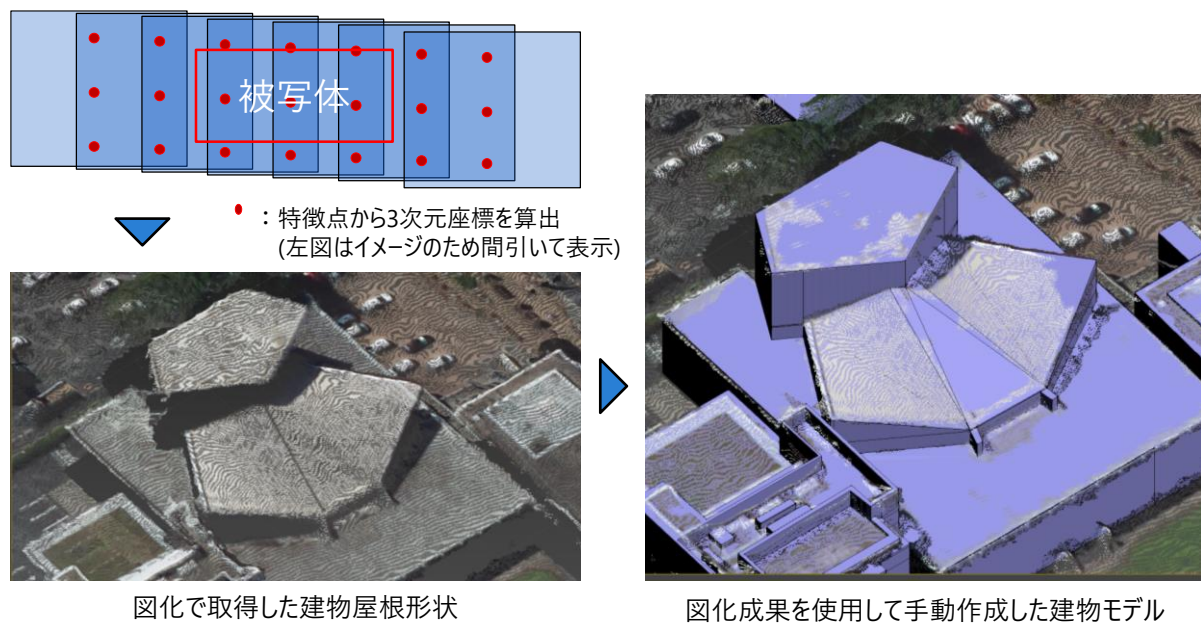 被写体
：特徴点から3次元座標を算出
(左図はイメージのため間引いて表示)
図化で取得した建物屋根形状
図化成果を使用して手動作成した建物モデル